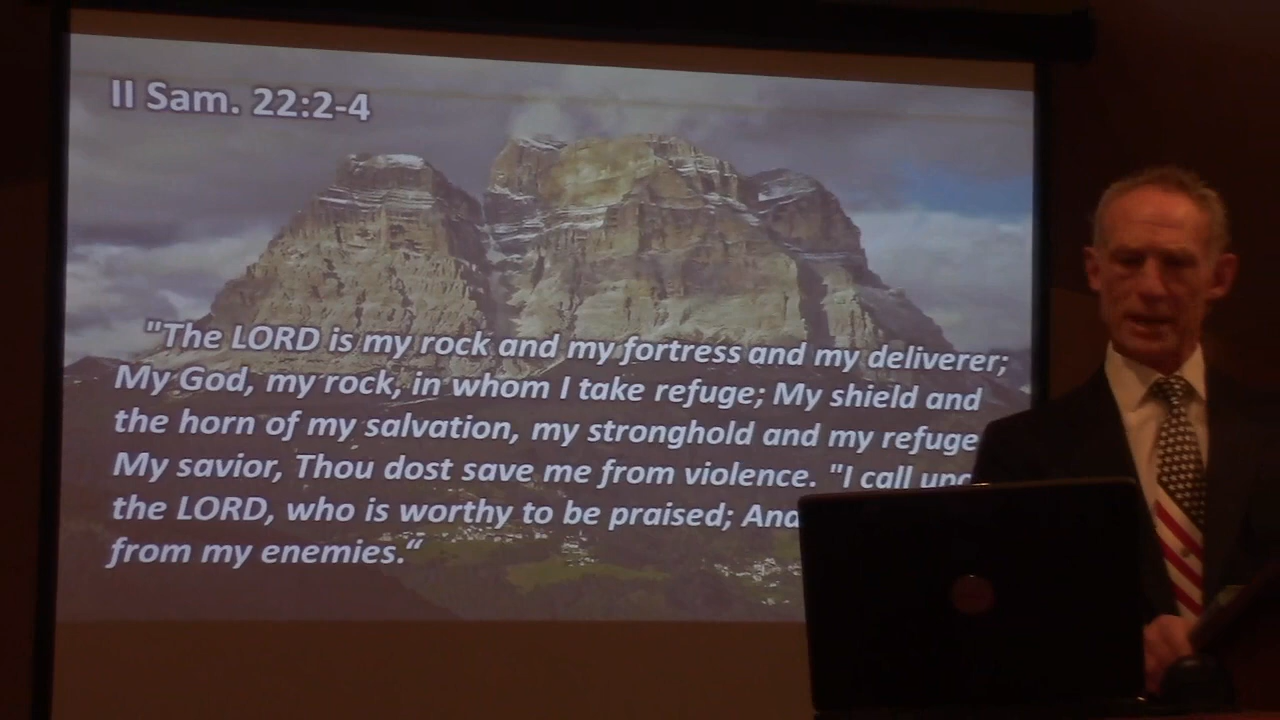 II Sam. 22:2-4
"The LORD is my rock and my fortress and my deliverer;
My God, my rock, in whom I take refuge; My shield and
the horn of my salvation, my stronghold and my refuge
My savior, Thou dost save me from violence. "I call
the LORD, who is worthy to be praised; And
from my enemies.“